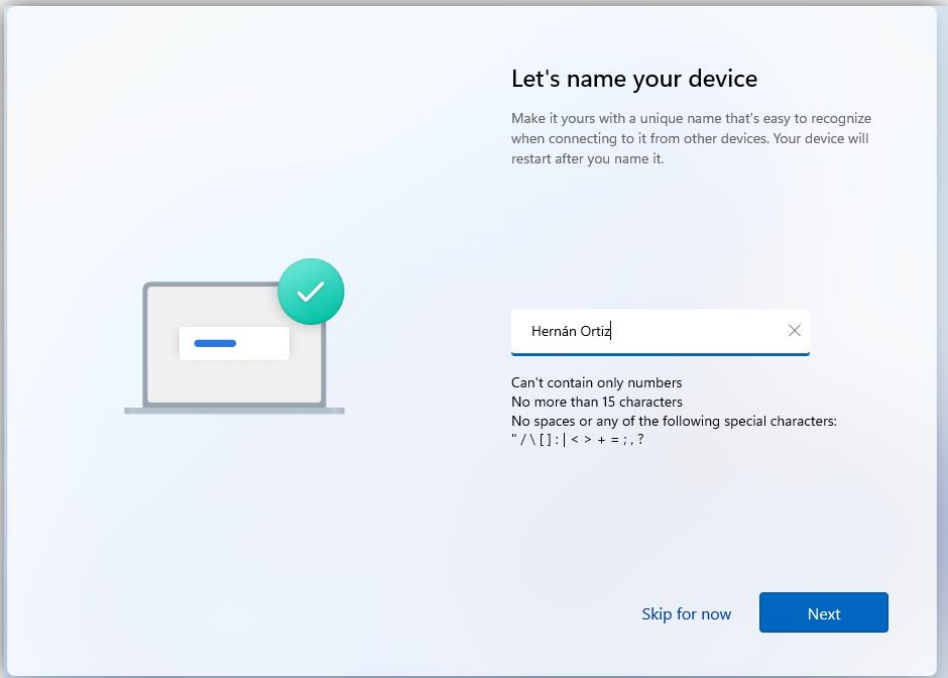 Let's name your device
Make it yours with a unique name that's easy to recognize
when connecting to it from other devices. Your device will
restart after you name it.
Hernán Ortiz
Can't contain only numbers
No more than 15 characters
No spaces or any of the following special characters:
" / \ [ ] : | < > + = ; , ?
Skip for now
Next